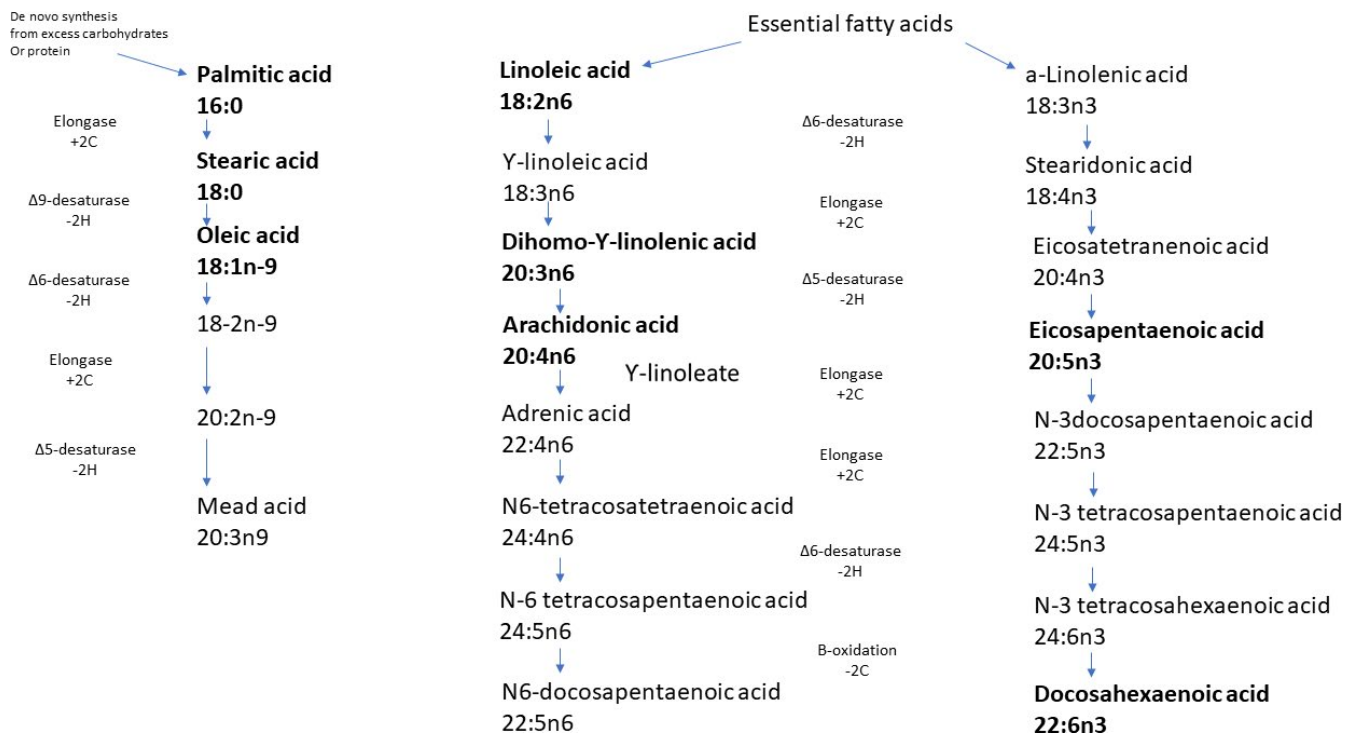 De novo synthesis
from excess carbohydrates
Or protein
Palmitic acid
16:0
Elongase
+2C
Stearic acid
18:0
Δ9-desaturase
-2H
Oleic acid
18:1n-9
Δ6-desaturase
-2H
18-2n-9
Elongase
+2C
20:2n-9
Δ5-desaturase
-2H
Mead acid
20:3n9
Essential fatty acids
Linoleic acid
18:2n6
ϒ-linoleic acid
18:3n6
Dihomo-ϒ-linolenic acid
20:3n6
Arachidonic acid
20:4n6
ϒ-linoleate
Adrenic acid
22:4n6
N6-tetracosatetraenoic acid
24:4n6
N-6 tetracosapentaenoic acid
24:5n6
N6-docosapentaenoic acid
22:5n6
Δ6-desaturase
-2H
Elongase
+2C
Δ5-desaturase
-2H
Elongase
+2C
Elongase
+2C
Δ6-desaturase
-2H
B-oxidation
-2C
a-Linolenic acid
18:3n3
Stearidonic acid
18:4n3
Eicosatetranenoic acid
20:4n3
Eicosapentaenoic acid
20:5n3
N-3docosapentaenoic acid
22:5n3
N-3 tetracosapentaenoic acid
24:5n3
N-3 tetracosahexaenoic acid
24:6n3
Docosahexaenoic acid
22:6n3